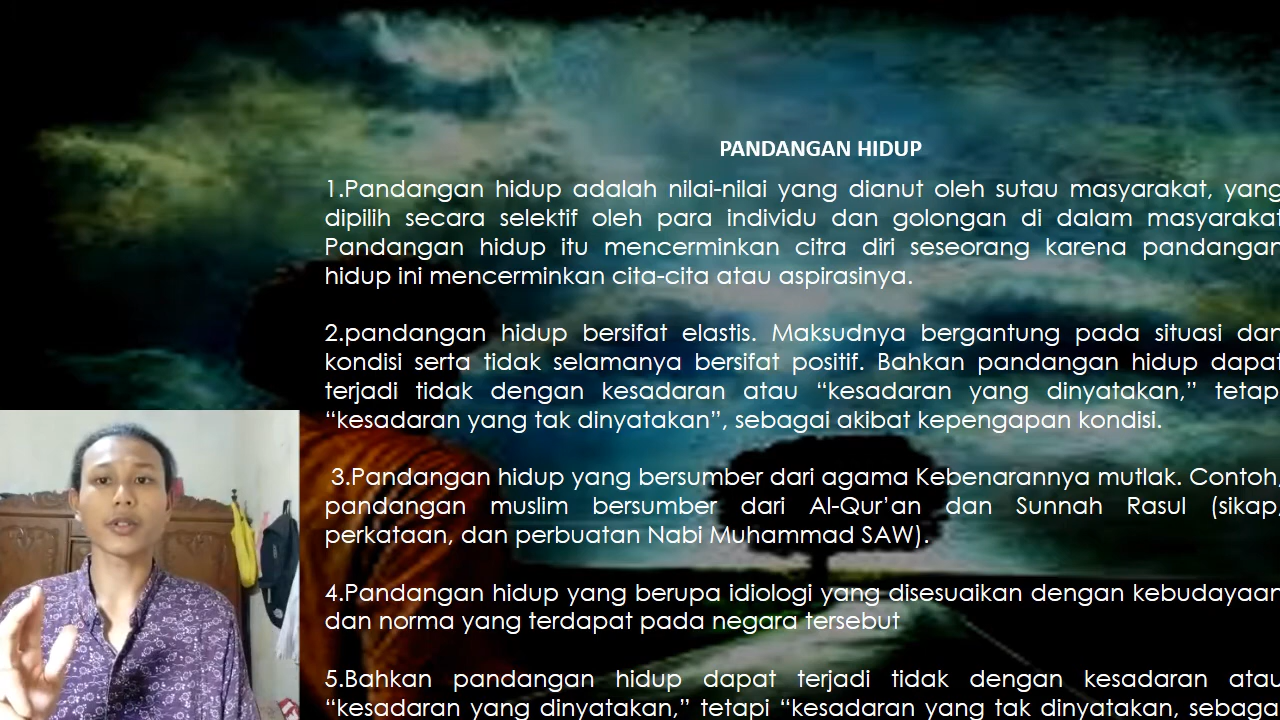 PANDANGAN HIDUP
1.Pandangan hidup adalah nilai-nilai yang dianut oleh sutau masyarakat, yang
dipilih secara selektif oleh para individu dan golongan di dalam masyarakat
Pandangan hidup itu mencerminkan citra diri seseorang karena pandangan
hidup ini mencerminkan cita-cita atau aspirasinya.
2.pandangan hidup bersifat elastis. Maksudnya bergantung pada situasi dan
kondisi serta tidak selamanya bersifat positif. Bahkan pandangan hidup dapat
terjadi tidak dengan kesadaran atau “kesadaran yang dinyatakan,” tetapi
“kesadaran yang tak dinyatakan”, sebagai akibat kepengapan kondisi.
3.Pandangan hidup yang bersumber dari agama Kebenarannya mutlak. Contoh,
pandangan muslim bersumber dari Al-Qur’an dan Sunnah Rasul (sikap,
perkataan, dan perbuatan Nabi Muhammad SAW).
4.Pandangan hidup yang berupa idiologi yang disesuaikan dengan kebudayaan
dan norma yang terdapat pada negara tersebut
5.Bahkan pandangan hidup dapat terjadi tidak dengan kesadaran atau
“kesadaran yang dinyatakan,” tetapi “kesadaran yang tak dinyatakan, sebagai